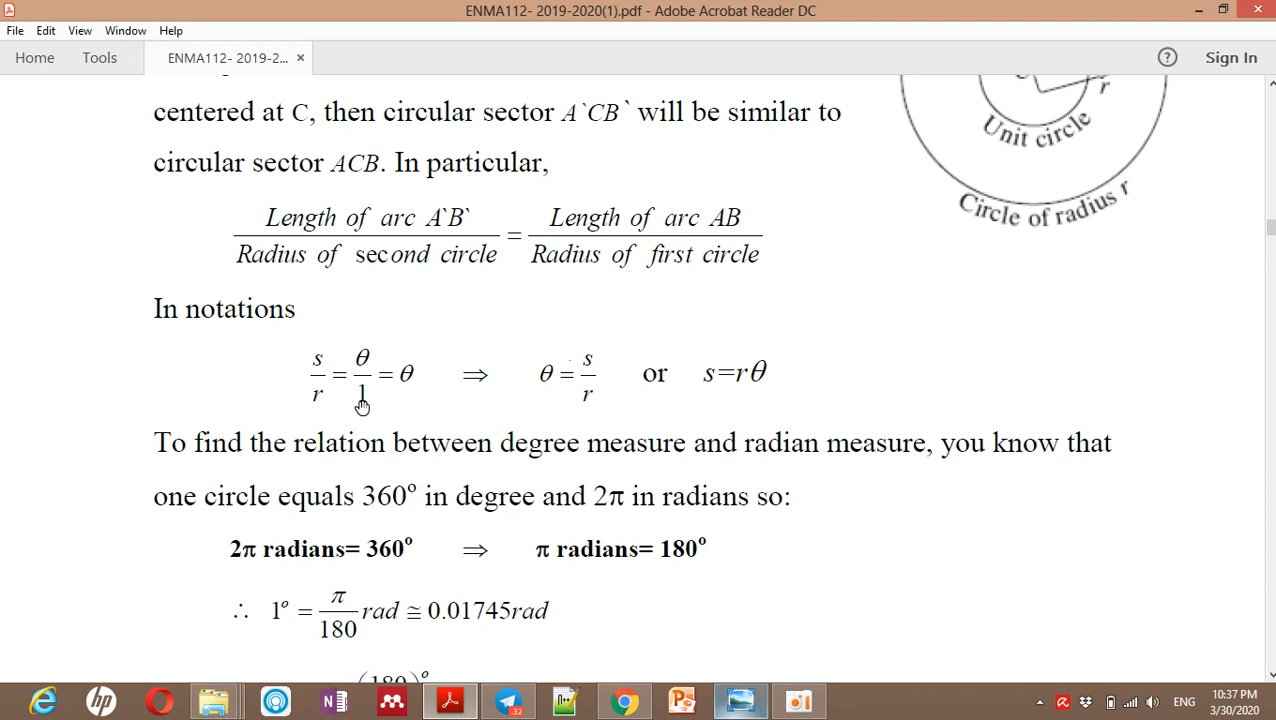 ENMA112- 2019-2020(1).pdf - Adobe Acrobat Reader DC
File Edit View Window Help
Home Tools ENMA112- 2019-2... × ? Sign In
centered at C, then circular sector A`CB` will be similar to
circular sector ACB. In particular,
r
Unit circle
Circle of radius r
Length of arc A`B` / Radius of second circle = Length of arc AB / Radius of first circle
In notations
s/r = θ/1 = θ ⇒ θ = s/r or s=rθ
To find the relation between degree measure and radian measure, you know that
one circle equals 360° in degree and 2π in radians so:
2π radians= 360° ⇒ π radians= 180°
∴ 1° = π/180 rad ≅ 0.01745rad
(180)°
32
ENG
10:37 PM
3/30/2020